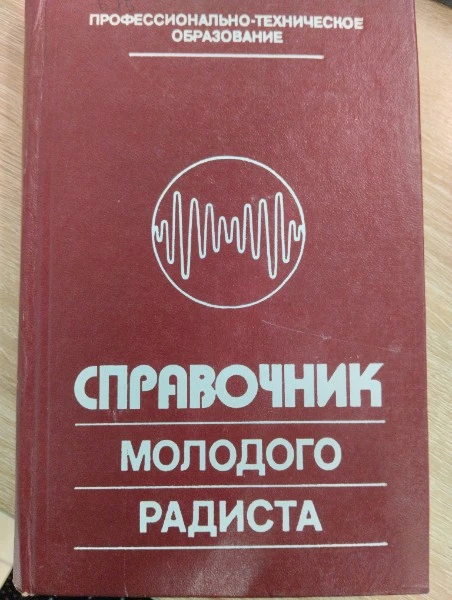 ПРОФЕССИОНАЛЬНО-ТЕХНИЧЕСКОЕ
ОБРАЗОВАНИЕ
СПРАВОЧНИК
МОЛОДОГО
РАДИСТА